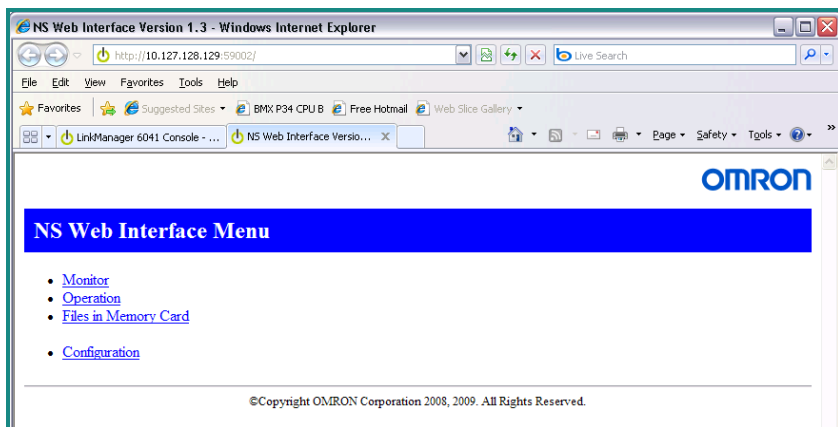 NS Web Interface Version 1.3 - Windows Internet Explorer
http://10.127.128.129:59002/
Live Search
File Edit View Favorites Tools Help
Favorites Suggested Sites BMX P34 CPU B Free Hotmail Web Slice Gallery
LinkManager 6041 Console - ... NS Web Interface Versio... X Page Safety Tools »
OMRON
NS Web Interface Menu
Monitor
Operation
Files in Memory Card
Configuration
©Copyright OMRON Corporation 2008, 2009. All Rights Reserved.